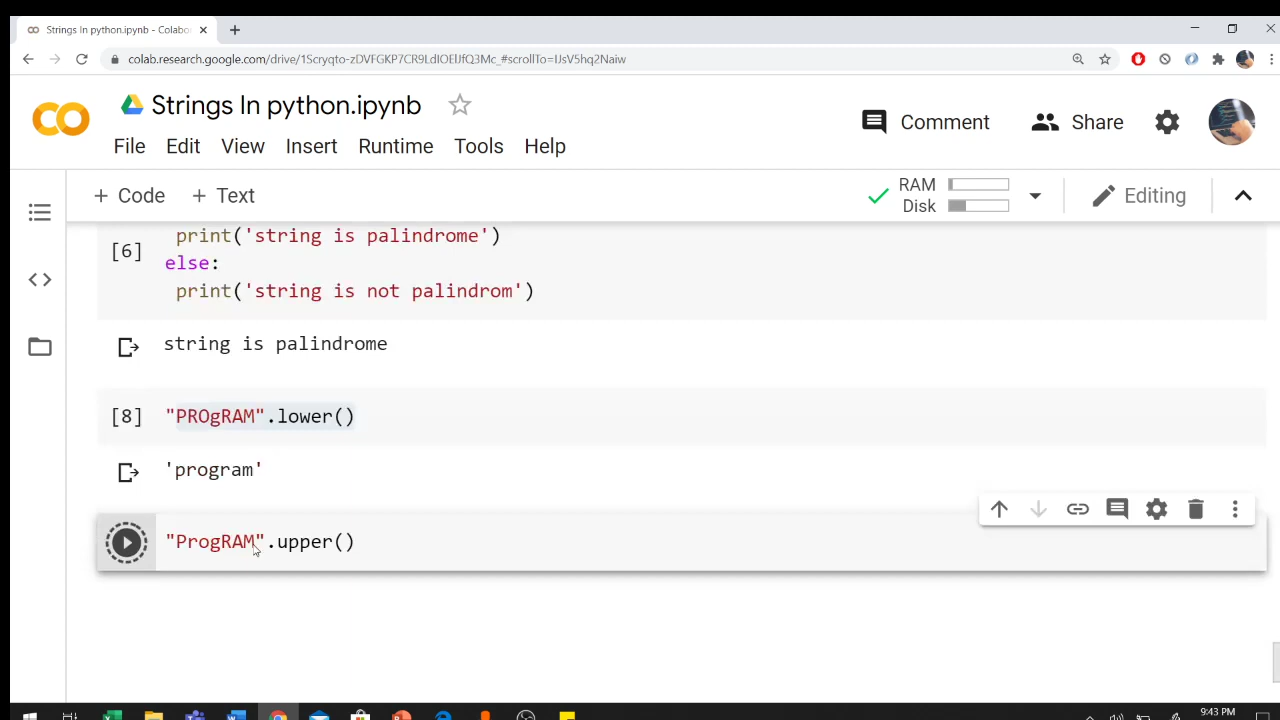 Strings In python.ipynb - Colabo
colab.research.google.com/drive/1Scryqto-zDVFGKP7CR9LdIOElJfQ3Mc_#scrollTo=IJsV5hq2Naiw
Strings In python.ipynb
Comment
Share
File Edit View Insert Runtime Tools Help
+ Code + Text
RAM
Disk
Editing
print('string is palindrome')
[6]
else:
print('string is not palindrom')
string is palindrome
[8] "PROgRAM".lower()
'program'
"ProgRAM".upper()
9:43 PM